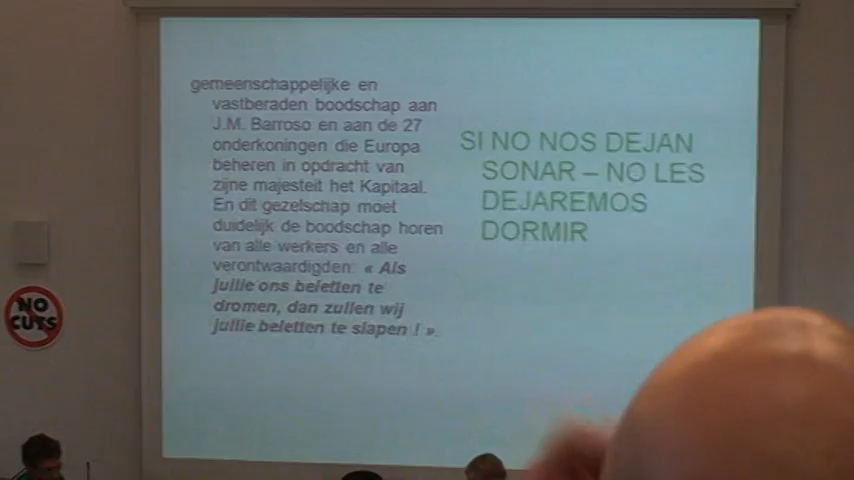 gemeenschappelijke en
vastberaden boodschap aan
J.M. Barroso en aan de 27
onderkoningen die Europa
beheren in opdracht van
zijne majesteit het Kapitaal.
En dit gezelschap moet
duidelijk de boodschap horen
van alle werkers en alle
verontwaardigden: « Als
jullie ons beletten te
dromen, dan zullen wij
jullie beletten te slapen ! ».
SI NO NOS DEJAN
SONAR – NO LES
DEJAREMOS
DORMIR
NO
CUTS